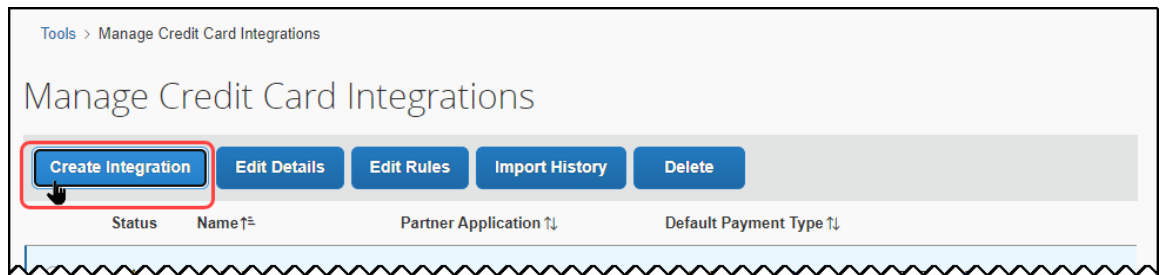 Tools > Manage Credit Card Integrations
Manage Credit Card Integrations
Create Integration Edit Details Edit Rules Import History Delete
Status Name Partner Application Default Payment Type